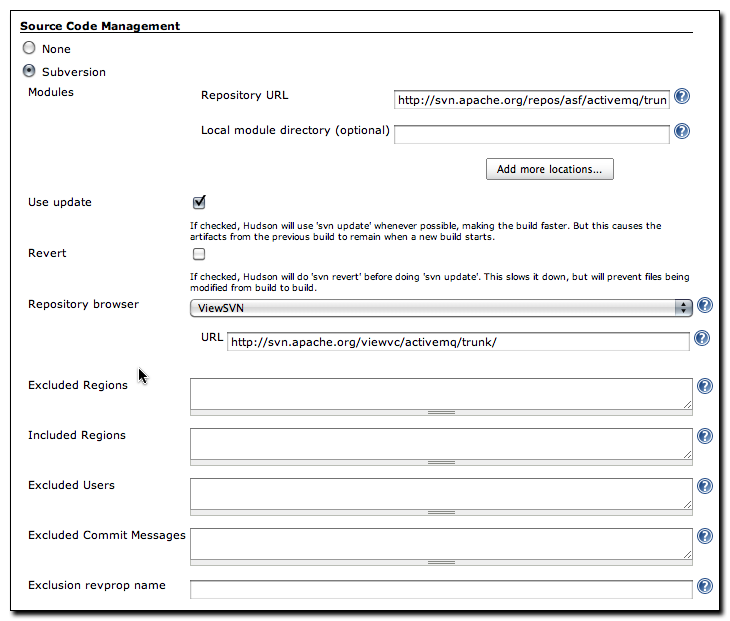 Source Code Management
None
Subversion
Modules
Repository URL
http://svn.apache.org/repos/asf/activemq/trun
?
Local module directory (optional)
?
Add more locations...
Use update
If checked, Hudson will use 'svn update' whenever possible, making the build faster. But this causes the
artifacts from the previous build to remain when a new build starts.
Revert
If checked, Hudson will do 'svn revert' before doing 'svn update'. This slows it down, but will prevent files being
modified from build to build.
Repository browser
ViewSVN
?
URL
http://svn.apache.org/viewvc/activemq/trunk/
?
Excluded Regions
?
Included Regions
?
Excluded Users
?
Excluded Commit Messages
?
Exclusion revprop name
?